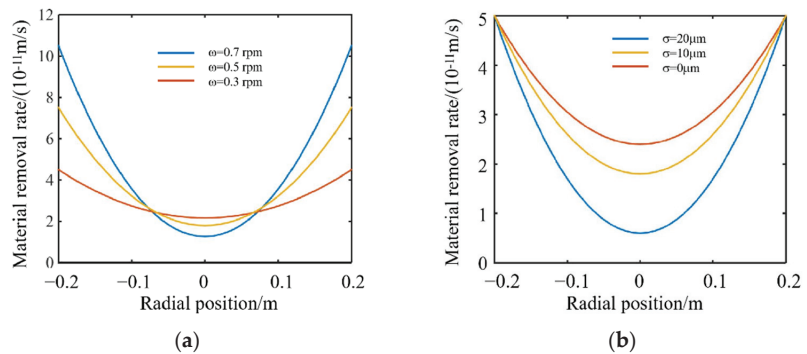 Material removal rate/(10⁻¹¹m/s)
12
10
8
6
4
2
0
−0.2
−0.1
0
0.1
0.2
Radial position/m
ω=0.7 rpm
ω=0.5 rpm
ω=0.3 rpm
(a)
Material removal rate/(10⁻¹¹m/s)
5
4
3
2
1
0
−0.2
−0.1
0
0.1
0.2
Radial position/m
σ=20μm
σ=10μm
σ=0μm
(b)